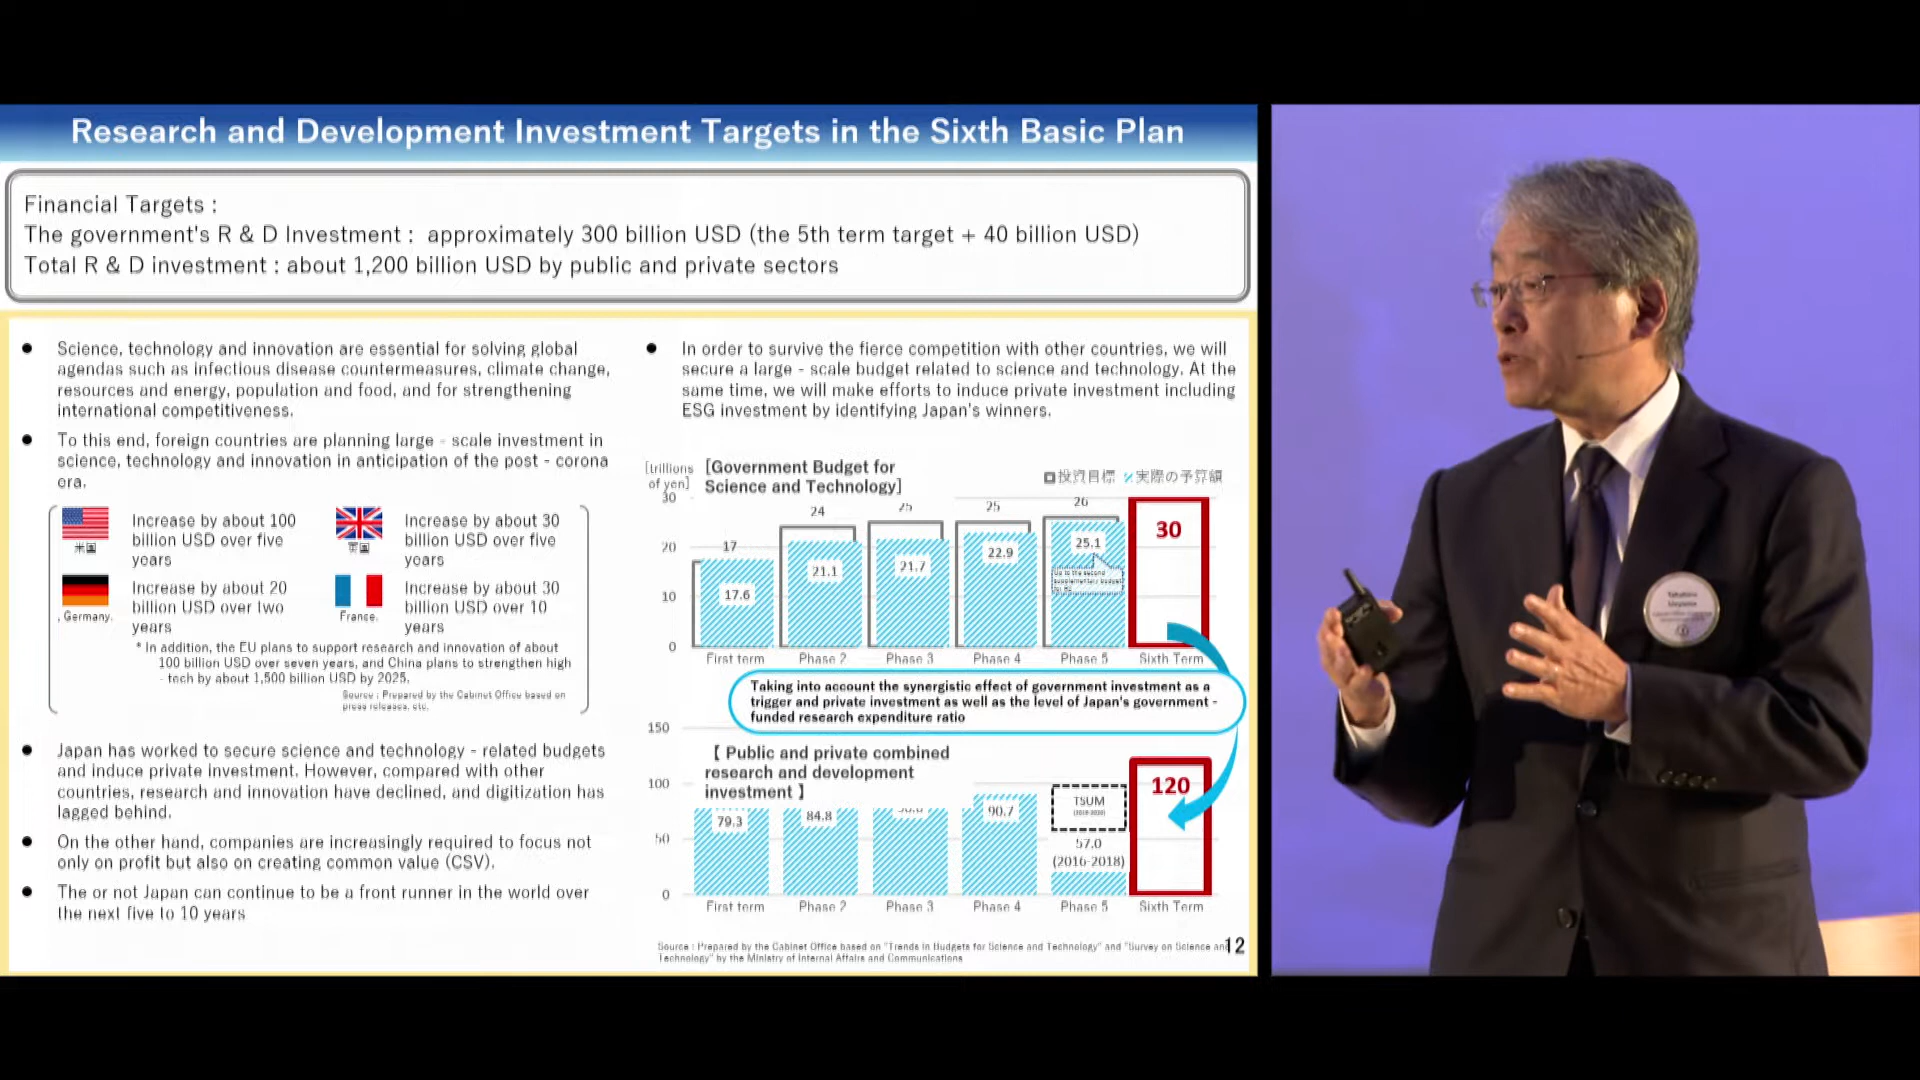 Research and Development Investment Targets in the Sixth Basic Plan
Financial Targets :
The government's R & D Investment : approximately 300 billion USD (the 5th term target + 40 billion USD)
Total R & D investment : about 1,200 billion USD by public and private sectors
● Science, technology and innovation are essential for solving global
agendas such as infectious disease countermeasures, climate change,
resources and energy, population and food, and for strengthening
international competitiveness.
● To this end, foreign countries are planning large - scale investment in
science, technology and innovation in anticipation of the post - corona
era.
米国
Increase by about 100
billion USD over five
years
英国
Increase by about 30
billion USD over five
years
, Germany.
Increase by about 20
billion USD over two
years
France.
Increase by about 30
billion USD over 10
years
* In addition, the EU plans to support research and innovation of about
100 billion USD over seven years, and China plans to strengthen high
- tech by about 1,500 billion USD by 2025.
Source : Prepared by the Cabinet Office based on
press releases, etc.
● Japan has worked to secure science and technology - related budgets
and induce private investment. However, compared with other
countries, research and innovation have declined, and digitization has
lagged behind.
● On the other hand, companies are increasingly required to focus not
only on profit but also on creating common value (CSV).
● The or not Japan can continue to be a front runner in the world over
the next five to 10 years
● In order to survive the fierce competition with other countries, we will
secure a large - scale budget related to science and technology. At the
same time, we will make efforts to induce private investment including
ESG investment by identifying Japan's winners.
[trillions
of yen]
[Government Budget for
Science and Technology]
投資目標 実際の予算額
30
20
10
0
17
24
25
25
26
30
17.6
21.1
21.7
22.9
25.1
Up to the second
supplementary budget
First term Phase 2 Phase 3 Phase 4 Phase 5 Sixth Term
Taking into account the synergistic effect of government investment as a
trigger and private investment as well as the level of Japan's government -
funded research expenditure ratio
【 Public and private combined
research and development
investment 】
150
100
50
0
79.3
84.8
90.7
TSUM
57.0
(2016-2018)
120
First term Phase 2 Phase 3 Phase 4 Phase 5 Sixth Term
Source : Prepared by the Cabinet Office based on "Trends in Budgets for Science and Technology" and "Survey on Science and
Technology" by the Ministry of Internal Affairs and Communications
12
Takahiro
Ueyama